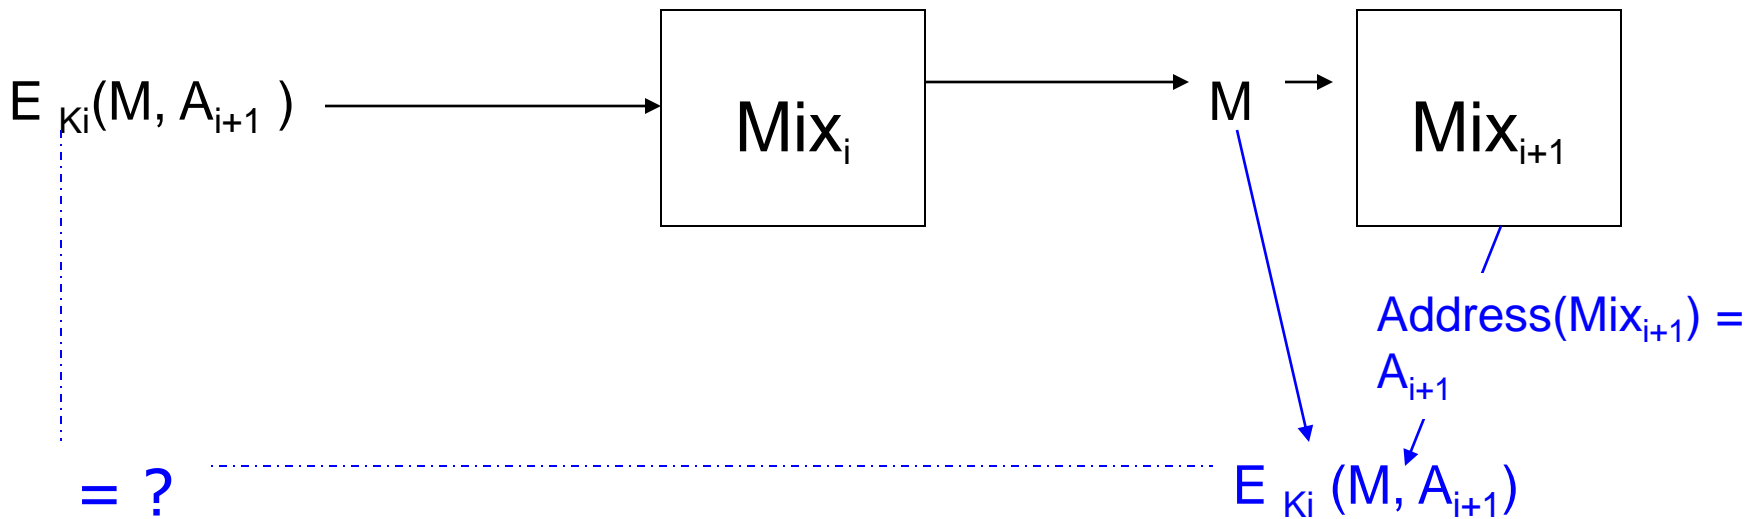 E Ki(M, Ai+1 )
Mixi
M
Mixi+1
Address(Mixi+1) =
Ai+1
= ?
E Ki (M, Ai+1)